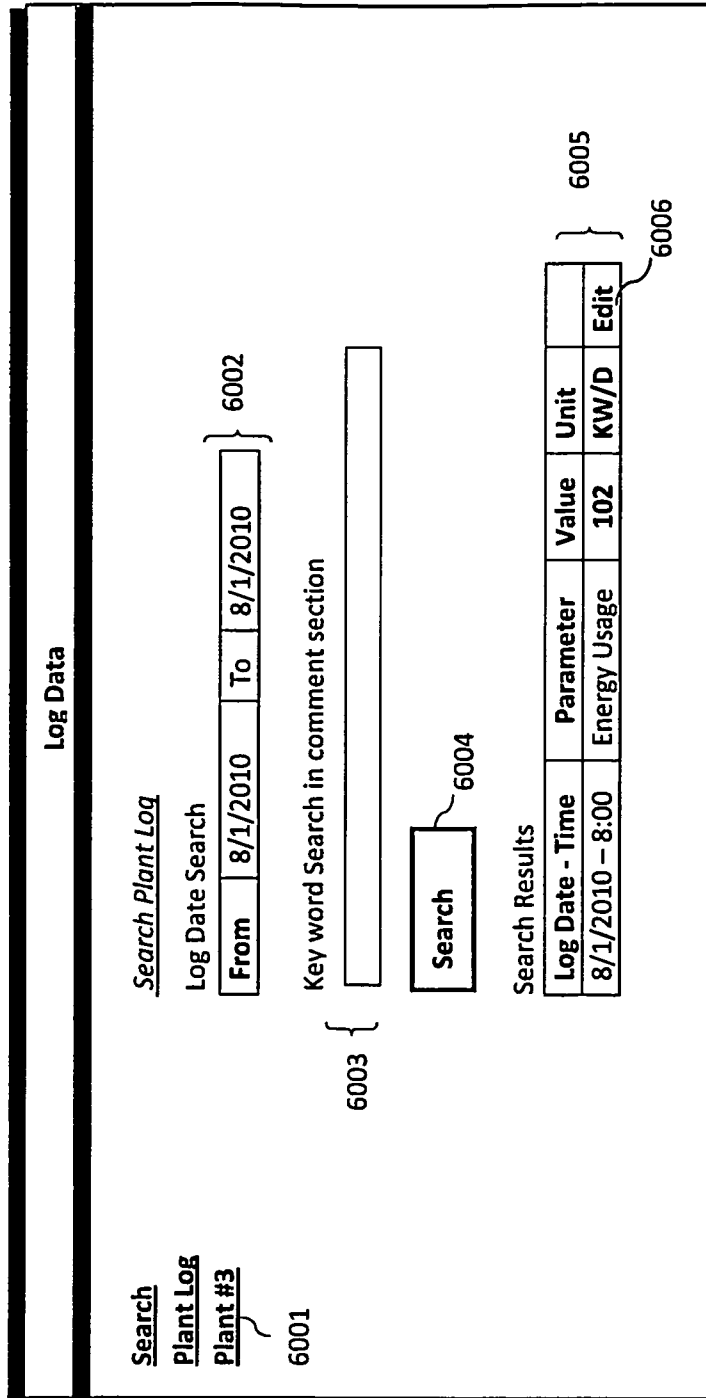 Log Data
Search
Plant Log
Plant #3
6001
Search Plant Log
Log Date Search
From 8/1/2010 To 8/1/2010
6002
Key word Search in comment section
6003
Search
6004
Search Results
Log Date - Time Parameter Value Unit
8/1/2010 – 8:00 Energy Usage 102 KW/D Edit
6005
6006